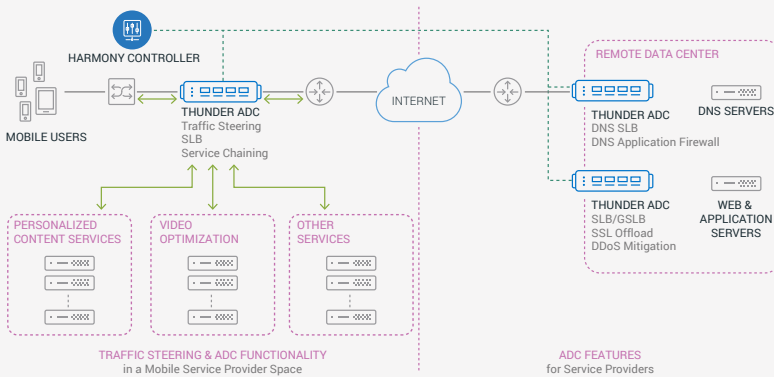 HARMONY CONTROLLER
MOBILE USERS
THUNDER ADC
Traffic Steering
SLB
Service Chaining
INTERNET
REMOTE DATA CENTER
THUNDER ADC
DNS SLB
DNS Application Firewall
DNS SERVERS
THUNDER ADC
SLB/GSLB
SSL Offload
DDoS Mitigation
WEB &
APPLICATION
SERVERS
PERSONALIZED
CONTENT SERVICES
VIDEO
OPTIMIZATION
OTHER
SERVICES
TRAFFIC STEERING & ADC FUNCTIONALITY
in a Mobile Service Provider Space
ADC FEATURES
for Service Providers